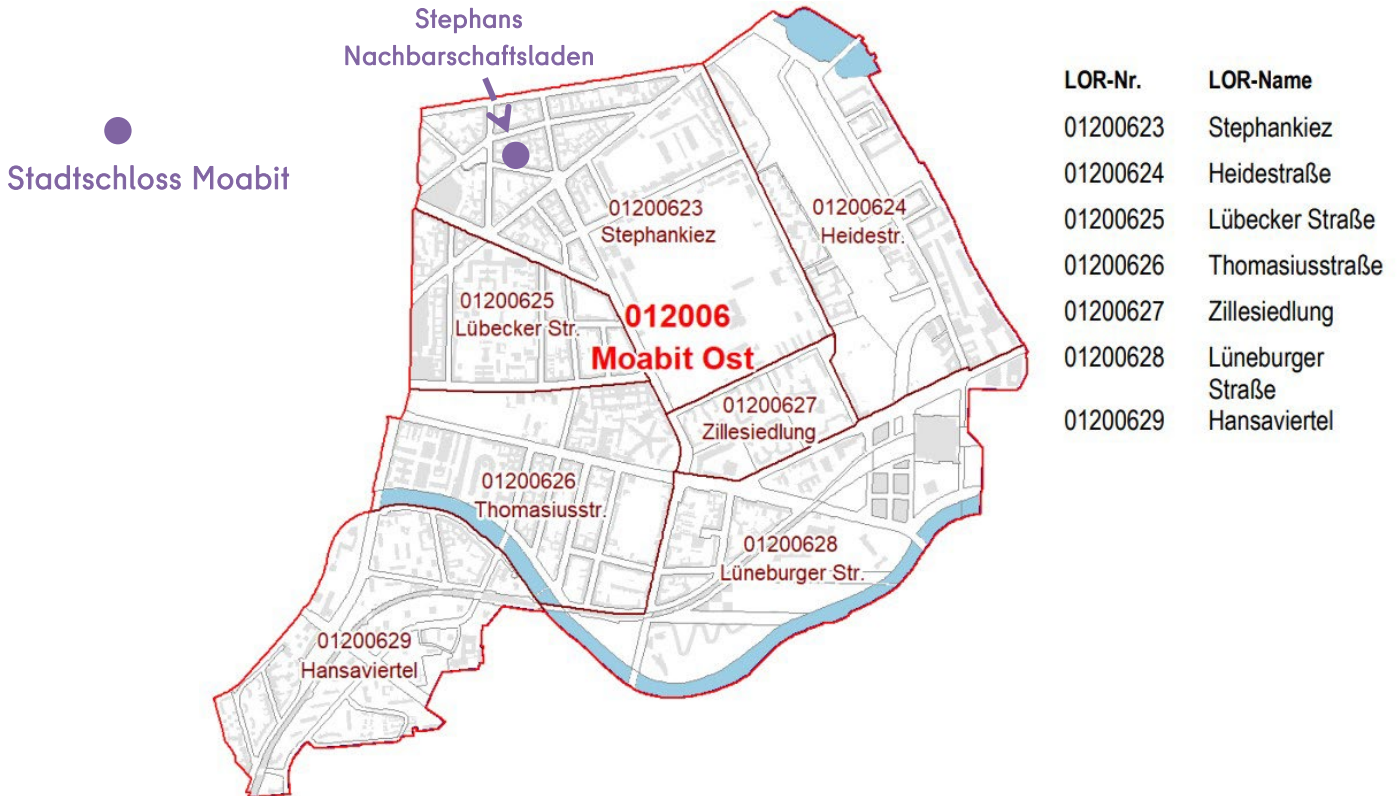 Stephans
Nachbarschaftsladen
Stadtschloss Moabit
01200623
Stephankiez
01200624
Heidestr.
01200625
Lübecker Str.
012006
Moabit Ost
01200627
Zillesiedlung
01200626
Thomasiusstr.
01200628
Lüneburger Str.
01200629
Hansaviertel
LOR-Nr. LOR-Name
01200623 Stephankiez
01200624 Heidestraße
01200625 Lübecker Straße
01200626 Thomasiusstraße
01200627 Zillesiedlung
01200628 Lüneburger
Straße
01200629 Hansaviertel